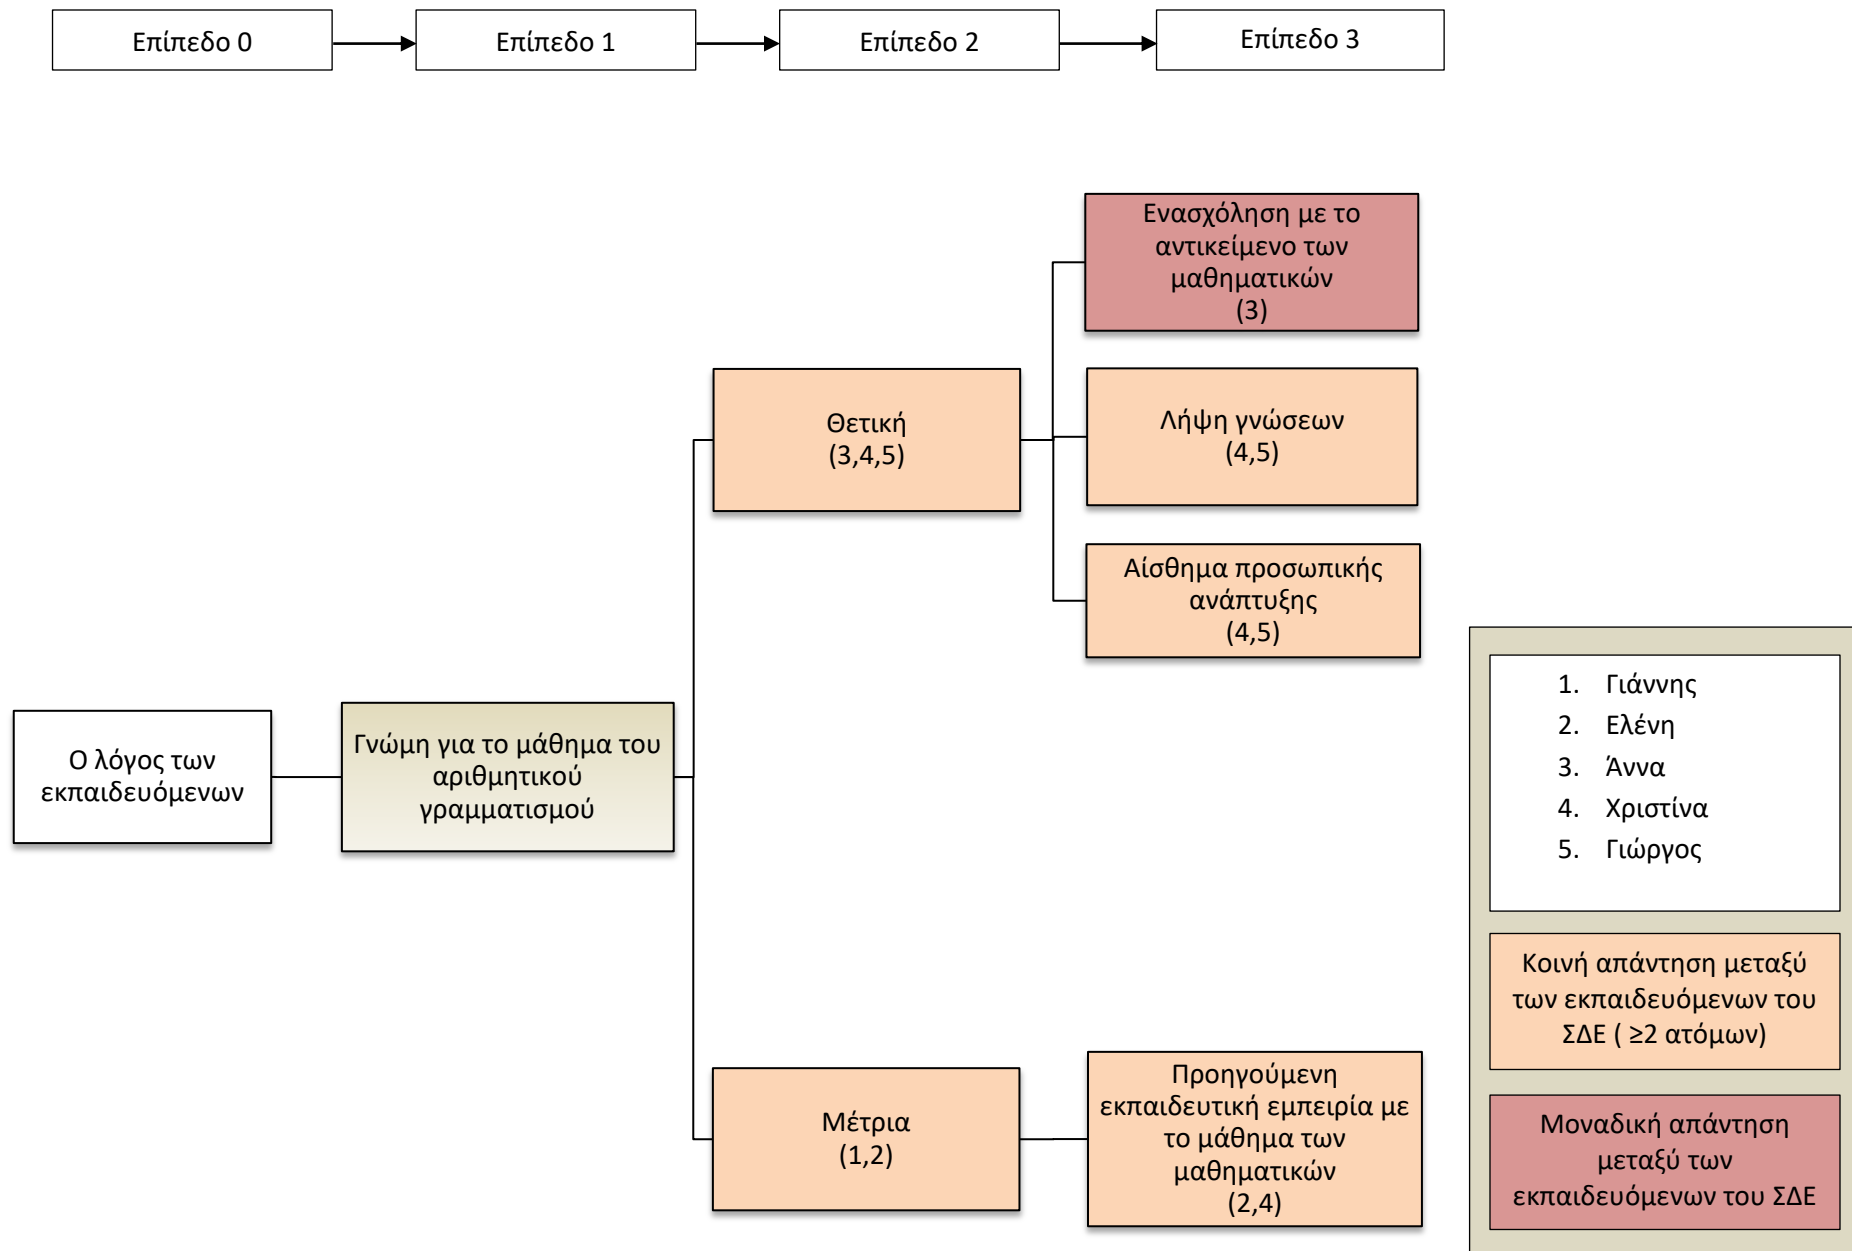 Επίπεδο 0
Επίπεδο 1
Επίπεδο 2
Επίπεδο 3
Ενασχόληση με το
αντικείμενο των
μαθηματικών
(3)
Θετική
(3,4,5)
Λήψη γνώσεων
(4,5)
Αίσθημα προσωπικής
ανάπτυξης
(4,5)
Ο λόγος των
εκπαιδευόμενων
Γνώμη για το μάθημα του
αριθμητικού
γραμματισμού
Μέτρια
(1,2)
Προηγούμενη
εκπαιδευτική εμπειρία με
το μάθημα των
μαθηματικών
(2,4)
1. Γιάννης
2. Ελένη
3. Άννα
4. Χριστίνα
5. Γιώργος
Κοινή απάντηση μεταξύ
των εκπαιδευόμενων του
ΣΔΕ ( ≥2 ατόμων)
Μοναδική απάντηση
μεταξύ των
εκπαιδευόμενων του ΣΔΕ